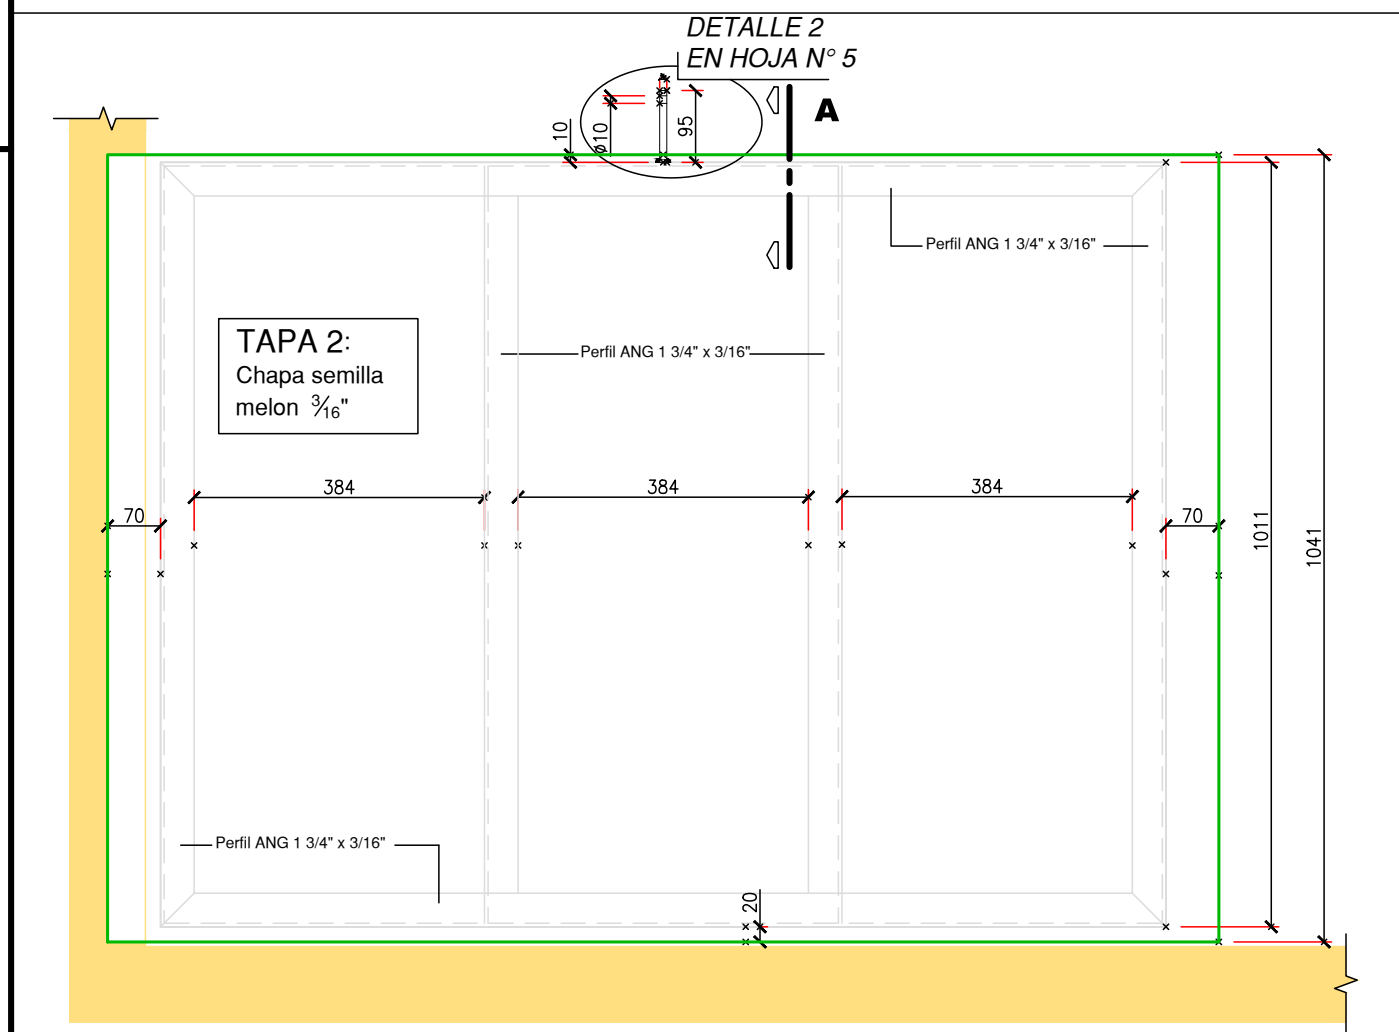 DETALLE 2
EN HOJA N° 5
A
10
ø10
95
Perfil ANG 1 3/4" x 3/16"
TAPA 2:
Chapa semilla
melon 3/16"
Perfil ANG 1 3/4" x 3/16"
384
384
384
70
70
1011
1041
Perfil ANG 1 3/4" x 3/16"
20